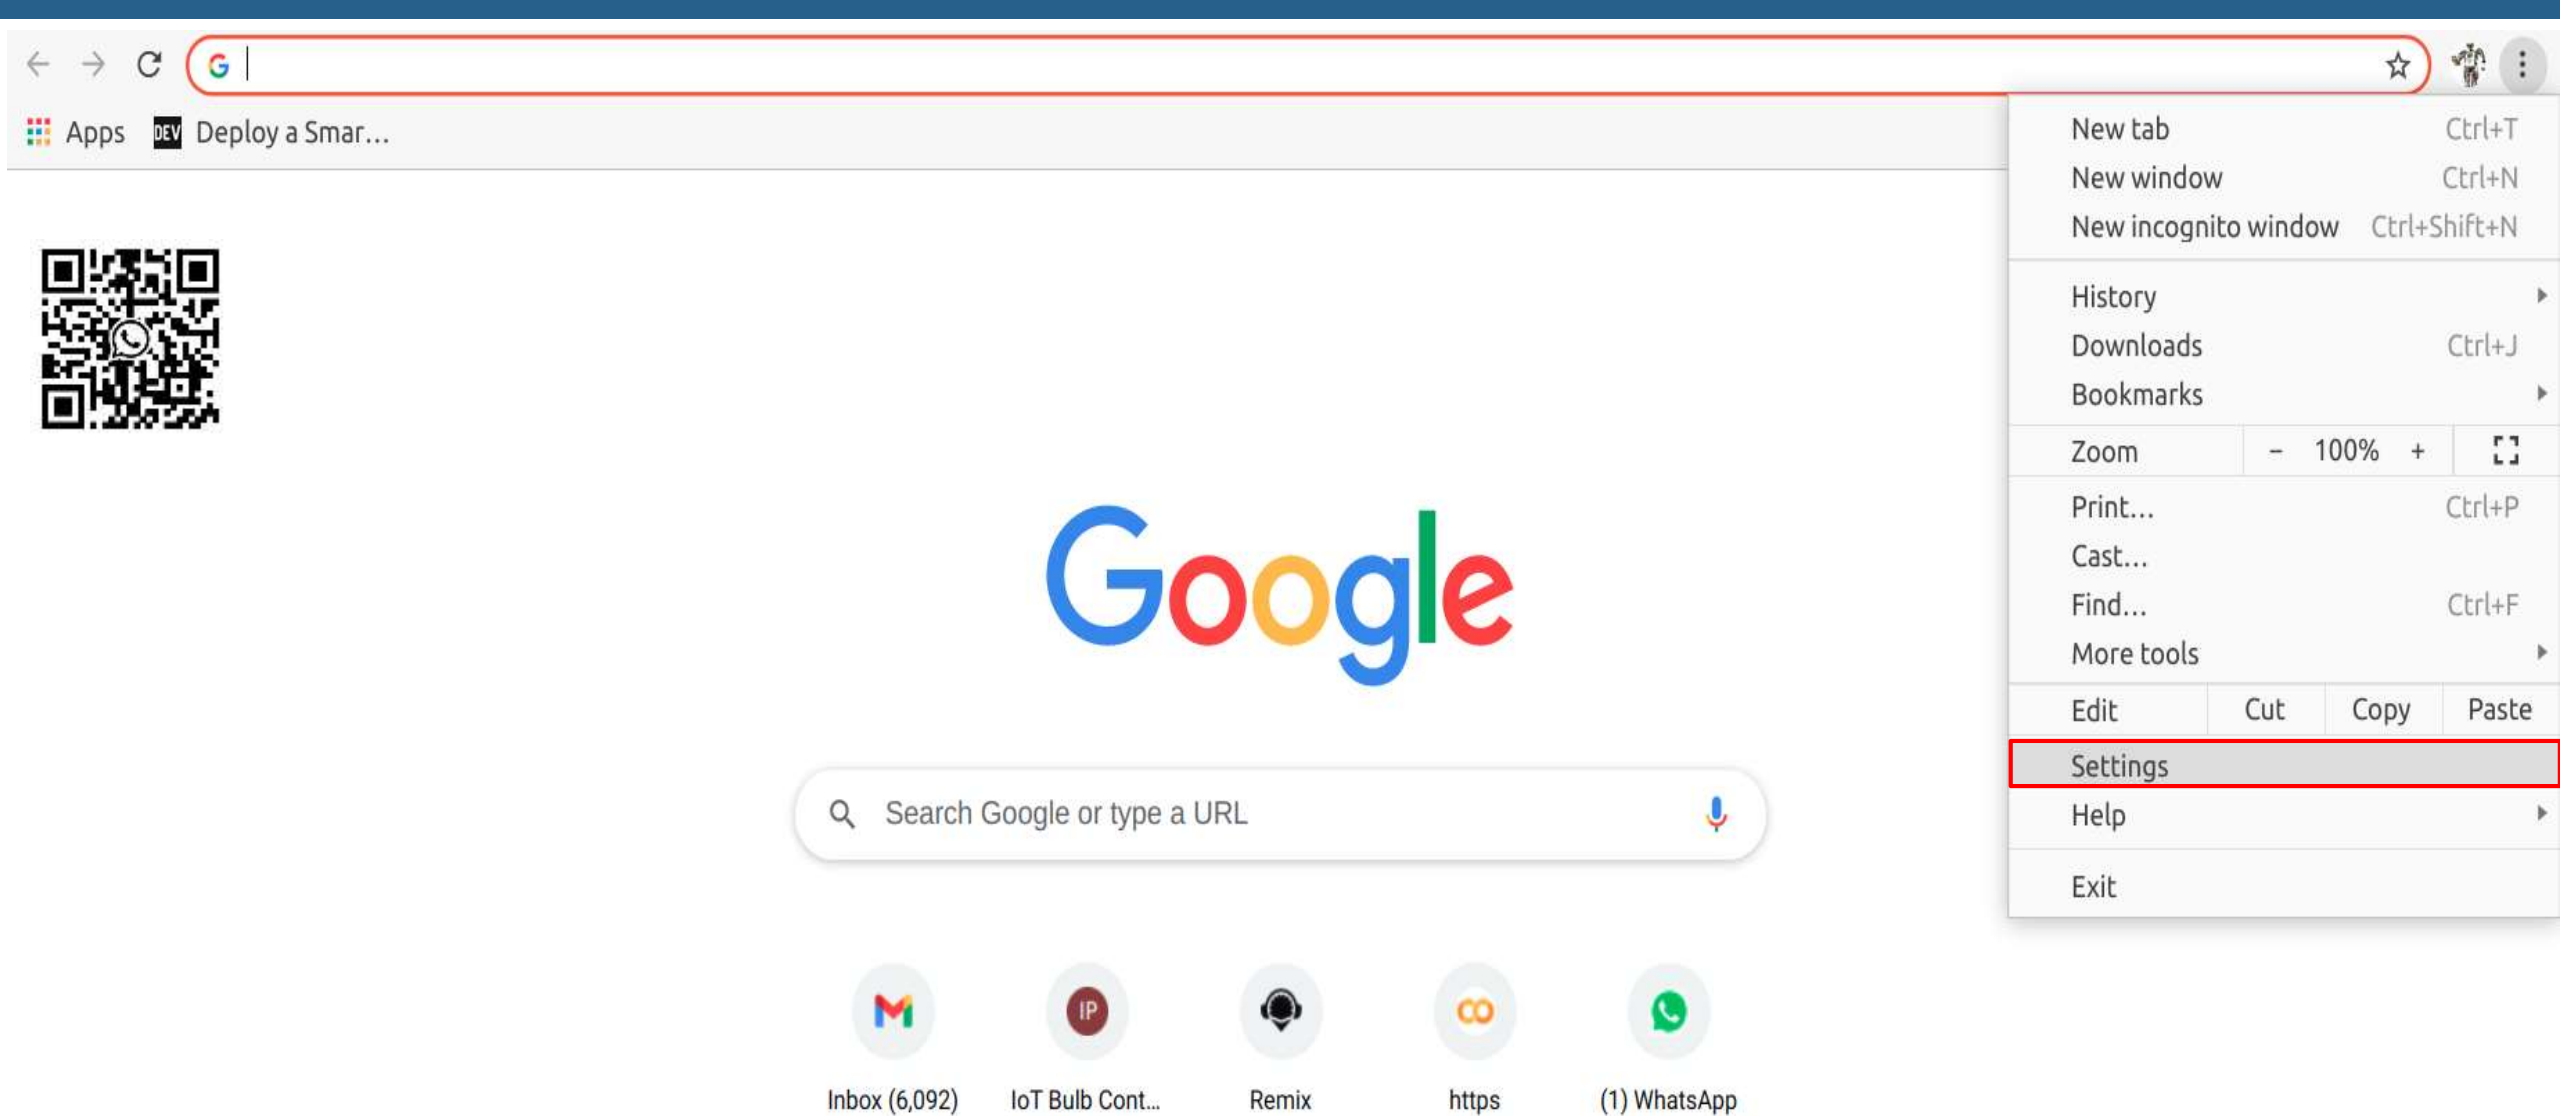 G
Apps DEV Deploy a Smar...
New tab Ctrl+T
New window Ctrl+N
New incognito window Ctrl+Shift+N
History
Downloads Ctrl+J
Bookmarks
Zoom - 100% +
Print... Ctrl+P
Cast...
Find... Ctrl+F
More tools
Edit Cut Copy Paste
Settings
Help
Exit
Google
Search Google or type a URL
IP
Inbox (6,092) IoT Bulb Cont... Remix https (1) WhatsApp